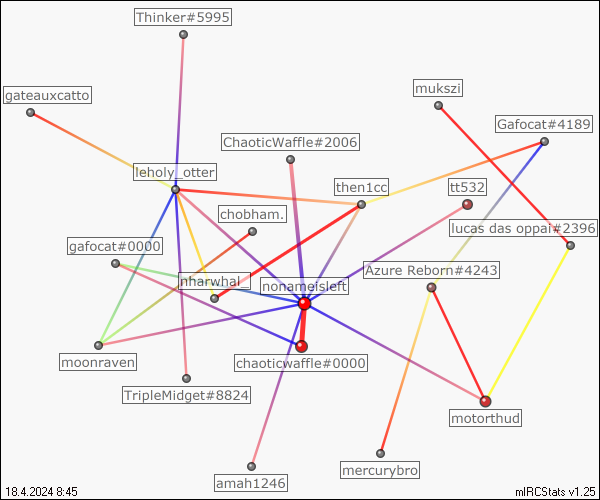 Thinker#5995
gateauxcatto
mukszi
Gafocat#4189
ChaoticWaffle#2006
leholy_otter
then1cc
tt532
chobham.
lucas das oppai#2396
gafocat#0000
Azure Reborn#4243
nharwhal_
nonameisleft
moonraven
chaoticwaffle#0000
TripleMidget#8824
motorthud
mercurybro
amah1246
18.4.2024 8:45
mIRCStats v1.25